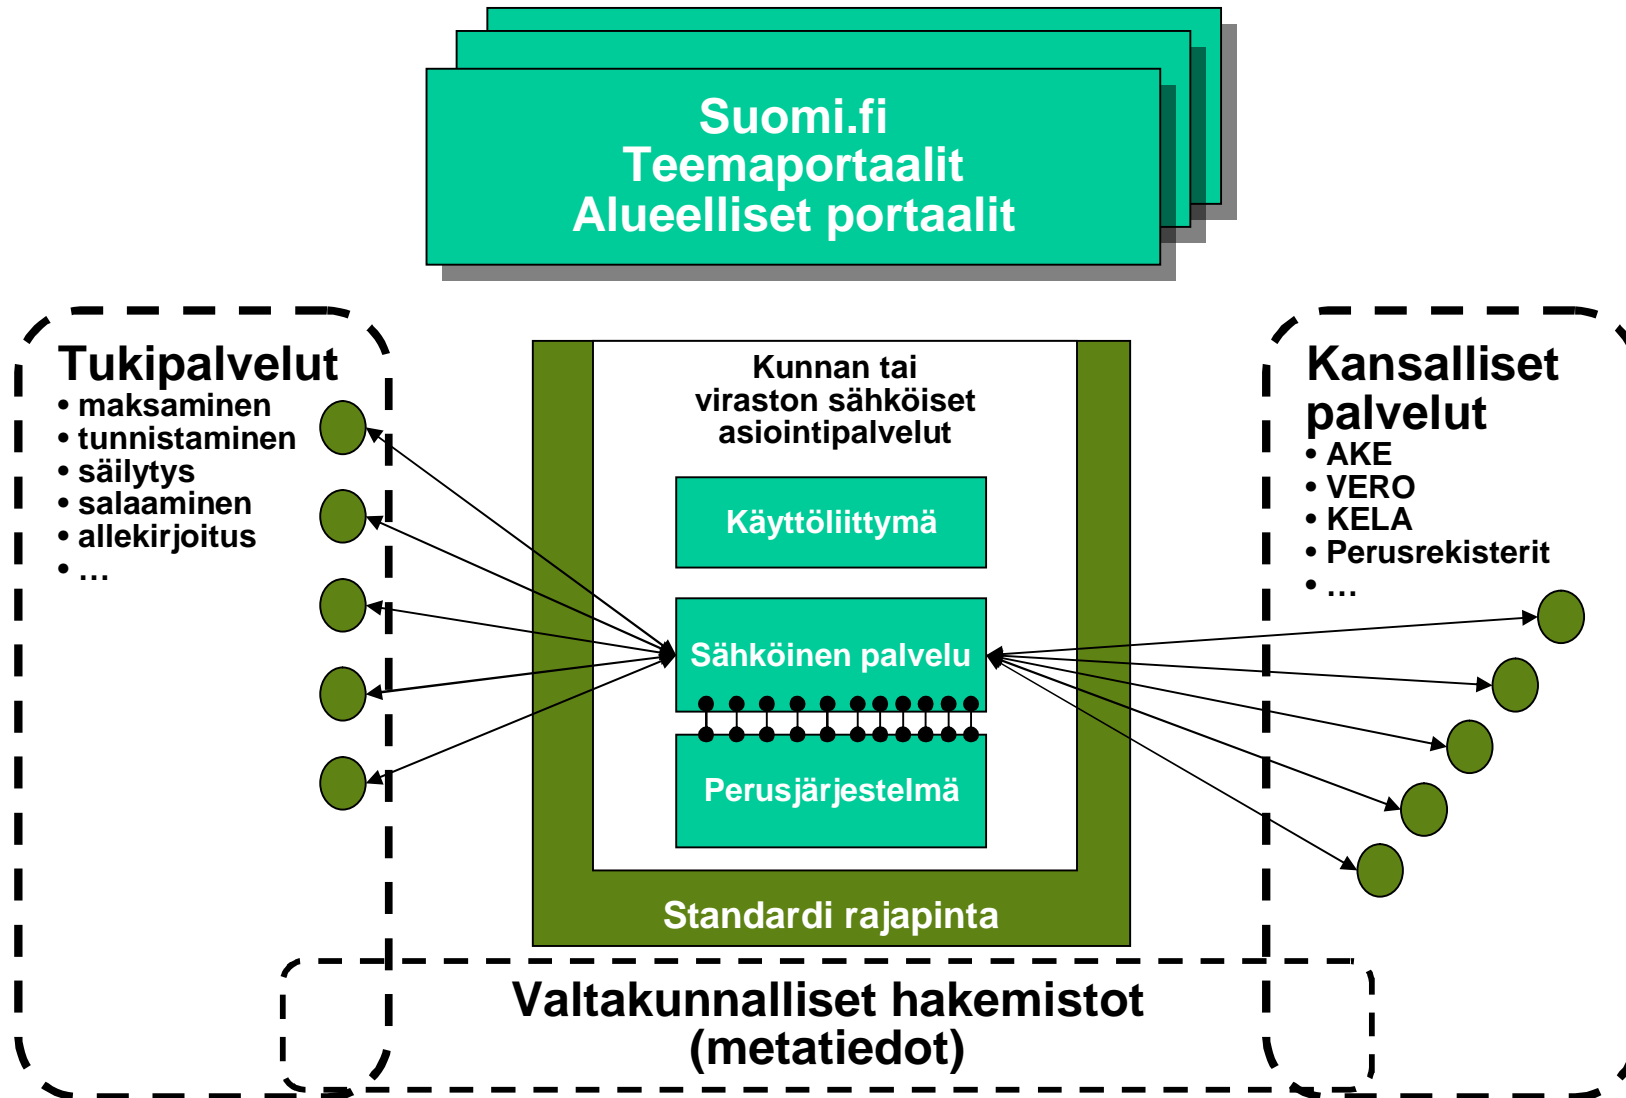 Suomi.fi
Teemaportaalit
Alueelliset portaalit
Tukipalvelut
• maksaminen
• tunnistaminen
• säilytys
• salaaminen
• allekirjoitus
• ...
Kunnan tai
viraston sähköiset
asiointipalvelut
Käyttöliittymä
Sähköinen palvelu
Perusjärjestelmä
Standardi rajapinta
Kansalliset
palvelut
• AKE
• VERO
• KELA
• Perusrekisterit
• ...
Valtakunnalliset hakemistot
(metatiedot)